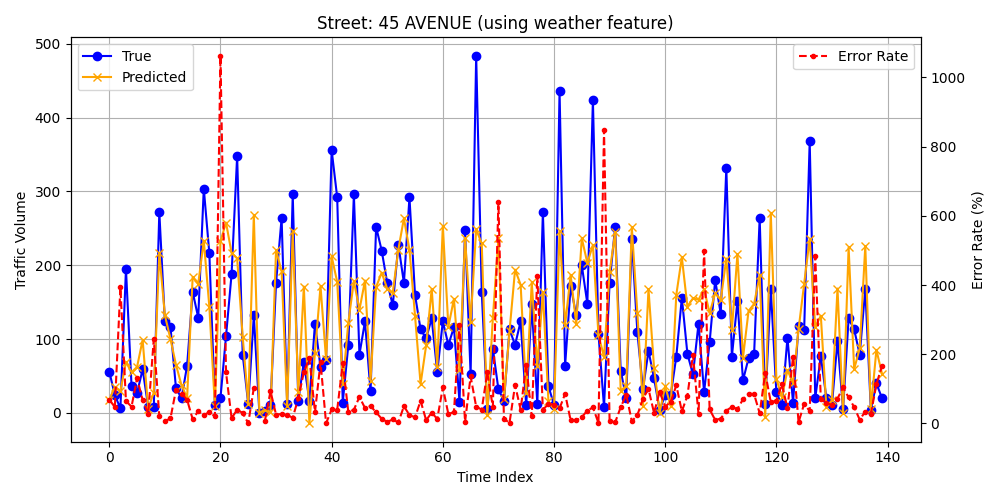 Street: 45 AVENUE (using weather feature)
True
Predicted
Error Rate
Traffic Volume
500
400
300
200
100
0
1000
800
600
400
200
0
Error Rate (%)
0 20 40 60 80 100 120 140
Time Index